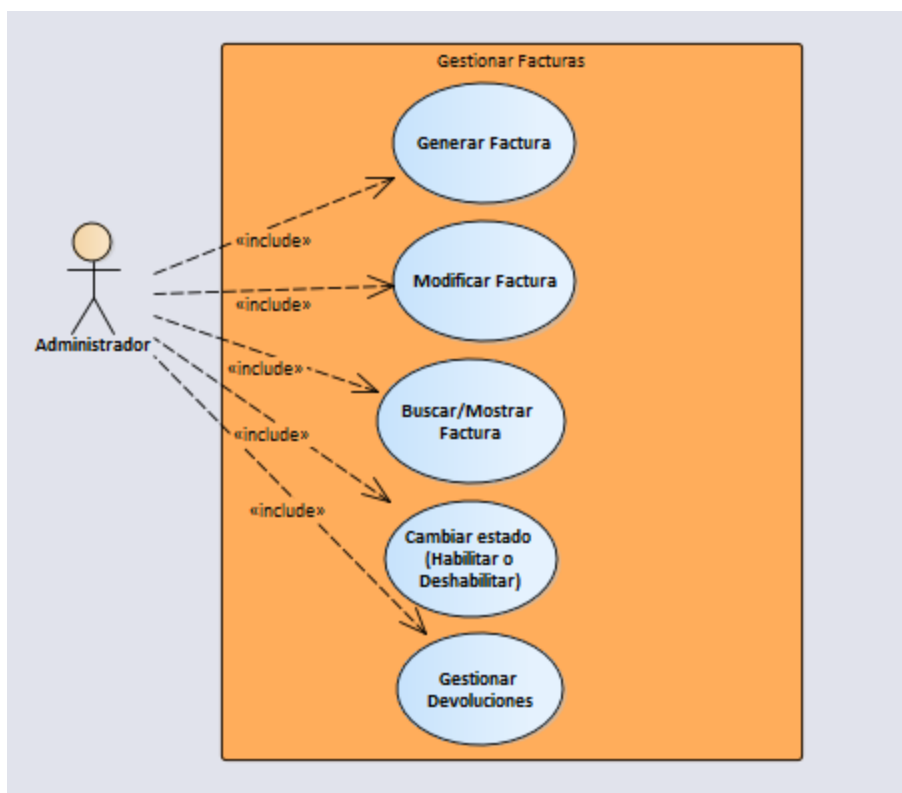 Gestionar Facturas
Generar Factura
«include»
Modificar Factura
«include»
Administrador
«include»
Buscar/Mostrar
Factura
«include»
«include»
Cambiar estado
(Habilitar o
Deshabilitar)
Gestionar
Devoluciones